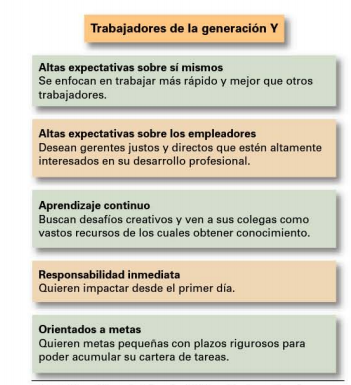 Trabajadores de la generación Y
Altas expectativas sobre sí mismos
Se enfocan en trabajar más rápido y mejor que otros
trabajadores.
Altas expectativas sobre los empleadores
Desean gerentes justos y directos que estén altamente
interesados en su desarrollo profesional.
Aprendizaje continuo
Buscan desafíos creativos y ven a sus colegas como
vastos recursos de los cuales obtener conocimiento.
Responsabilidad inmediata
Quieren impactar desde el primer día.
Orientados a metas
Quieren metas pequeñas con plazos rigurosos para
poder acumular su cartera de tareas.